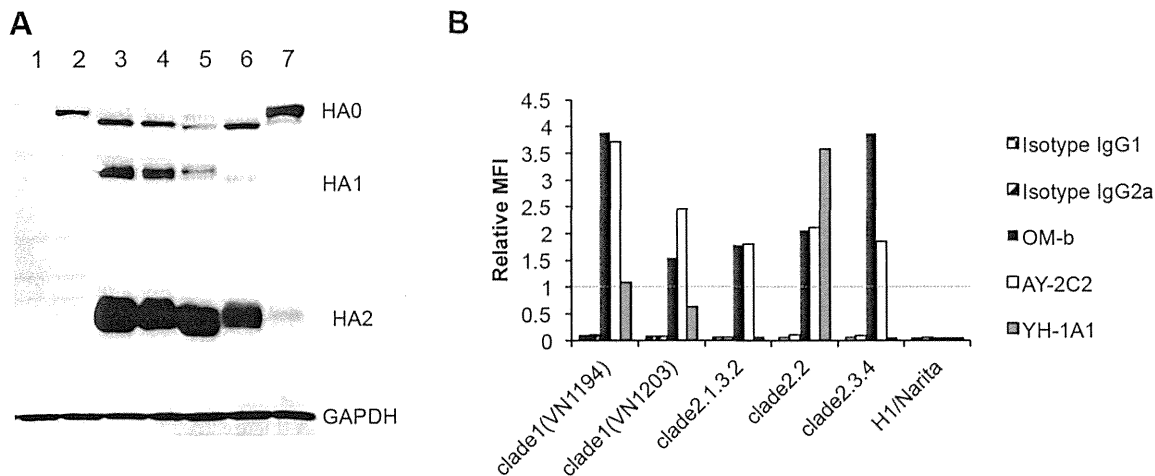 A
1 2 3 4 5 6 7
HA0
HA1
HA2
GAPDH
B
Relative MFI
4.5
4
3.5
3
2.5
2
1.5
1
0.5
0
clade1(VN1194)
clade1(VN1203)
clade2.1.3.2
clade2.2
clade2.3.4
H1/Narita
Isotype IgG1
Isotype IgG2a
OM-b
AY-2C2
YH-1A1